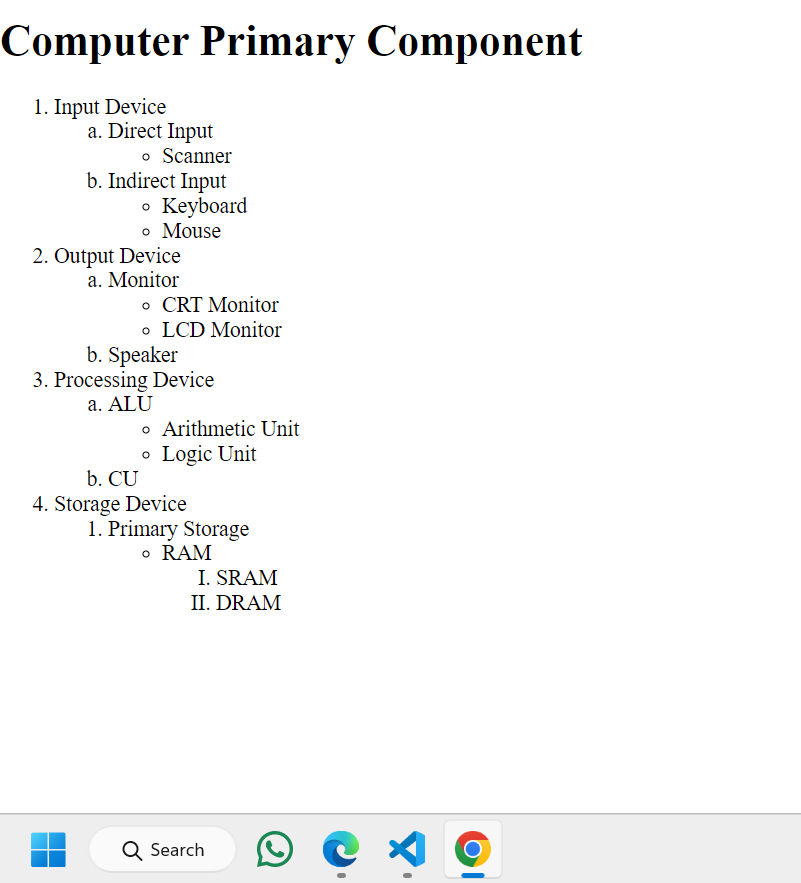 Computer Primary Component
1. Input Device
a. Direct Input
◦ Scanner
b. Indirect Input
◦ Keyboard
◦ Mouse
2. Output Device
a. Monitor
◦ CRT Monitor
◦ LCD Monitor
b. Speaker
3. Processing Device
a. ALU
◦ Arithmetic Unit
◦ Logic Unit
b. CU
4. Storage Device
1. Primary Storage
◦ RAM
I. SRAM
II. DRAM
Search